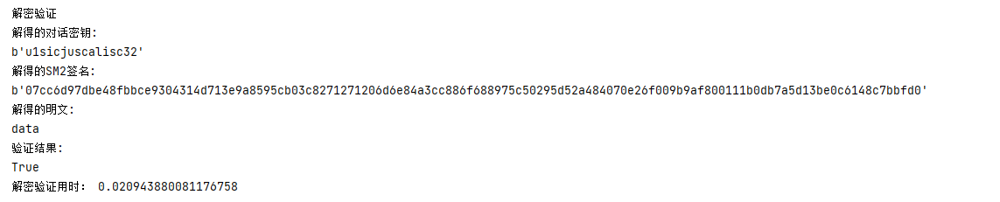 解密验证
解得的对话密钥:
b'u1sicjuscalisc32'
解得的SM2签名:
b'07cc6d97dbe48fbbce9304314d713e9a8595cb03c8271271206d6e84a3cc886f688975c50295d52a484070e26f009b9af800111b0db7a5d13be0c6148c7bbfd0'
解得的明文:
data
验证结果:
True
解密验证用时： 0.020943880081176758